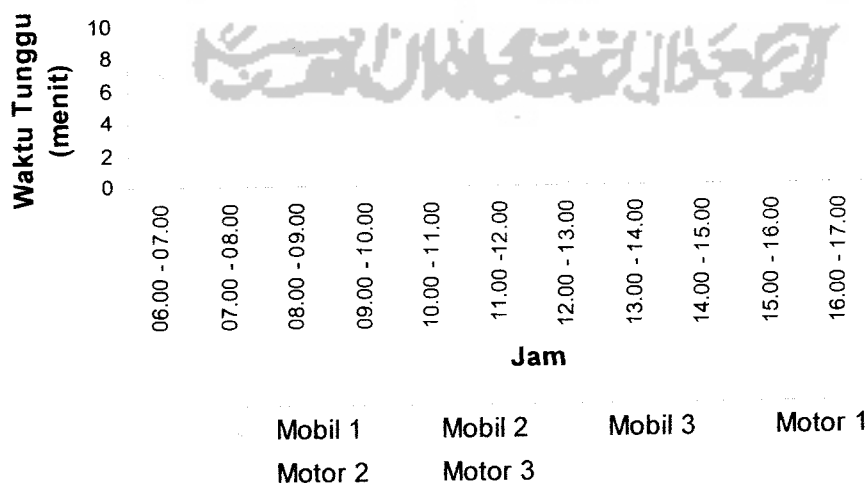 Waktu Tunggu
(menit)
10
8
6
4
2
0
06.00 - 07.00
07.00 - 08.00
08.00 - 09.00
09.00 - 10.00
10.00 - 11.00
11.00 -12.00
12.00 - 13.00
13.00 - 14.00
14.00 - 15.00
15.00 - 16.00
16.00 - 17.00
Jam
Mobil 1 Mobil 2 Mobil 3 Motor 1
Motor 2 Motor 3